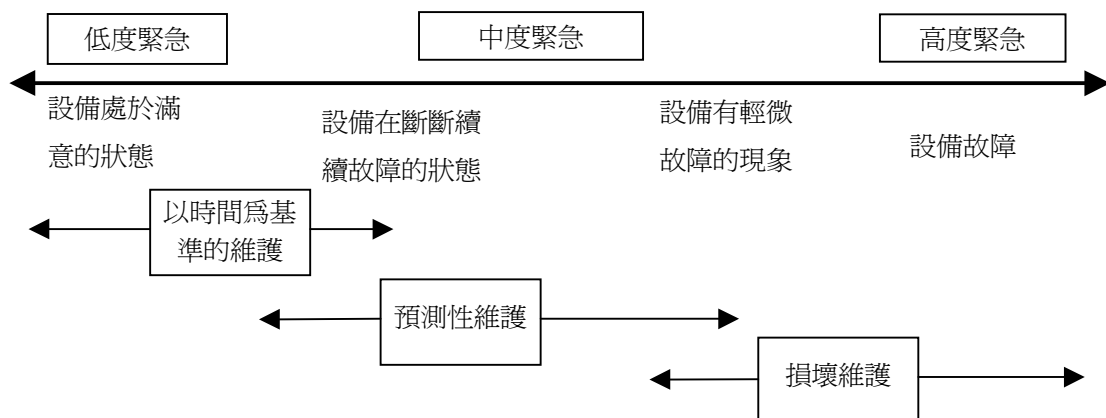 低度緊急
中度緊急
高度緊急
設備處於滿
意的狀態
設備在斷斷續
續故障的狀態
設備有輕微
故障的現象
設備故障
以時間爲基
準的維護
預測性維護
損壞維護